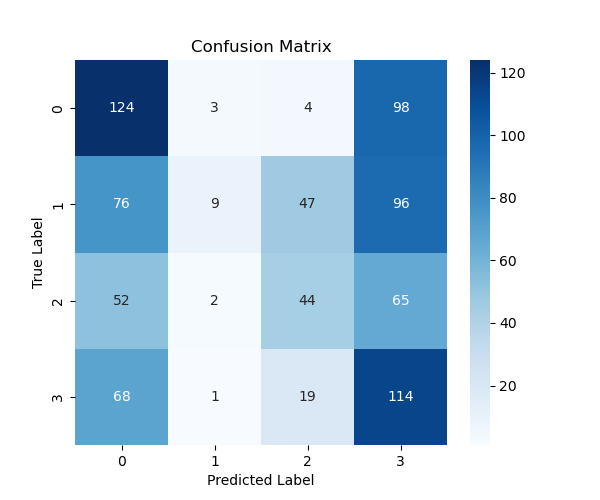 Confusion Matrix
0 124 3 4 98
1 76 9 47 96
2 52 2 44 65
3 68 1 19 114
0 1 2 3
True Label
Predicted Label
120
100
80
60
40
20